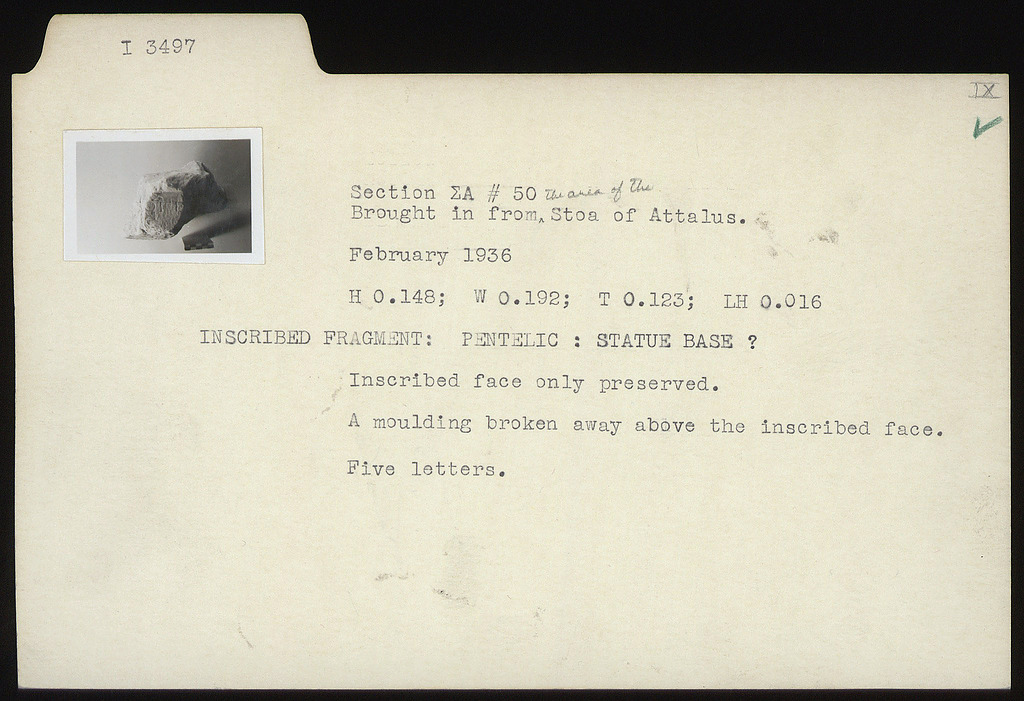 I 3497
IX
Section ΣΑ # 50
the area of the
Brought in from‸ Stoa of Attalus.
February 1936
H 0.148; W 0.192; T 0.123; LH 0.016
INSCRIBED FRAGMENT: PENTELIC : STATUE BASE ?
Inscribed face only preserved.
A moulding broken away above the inscribed face.
Five letters.